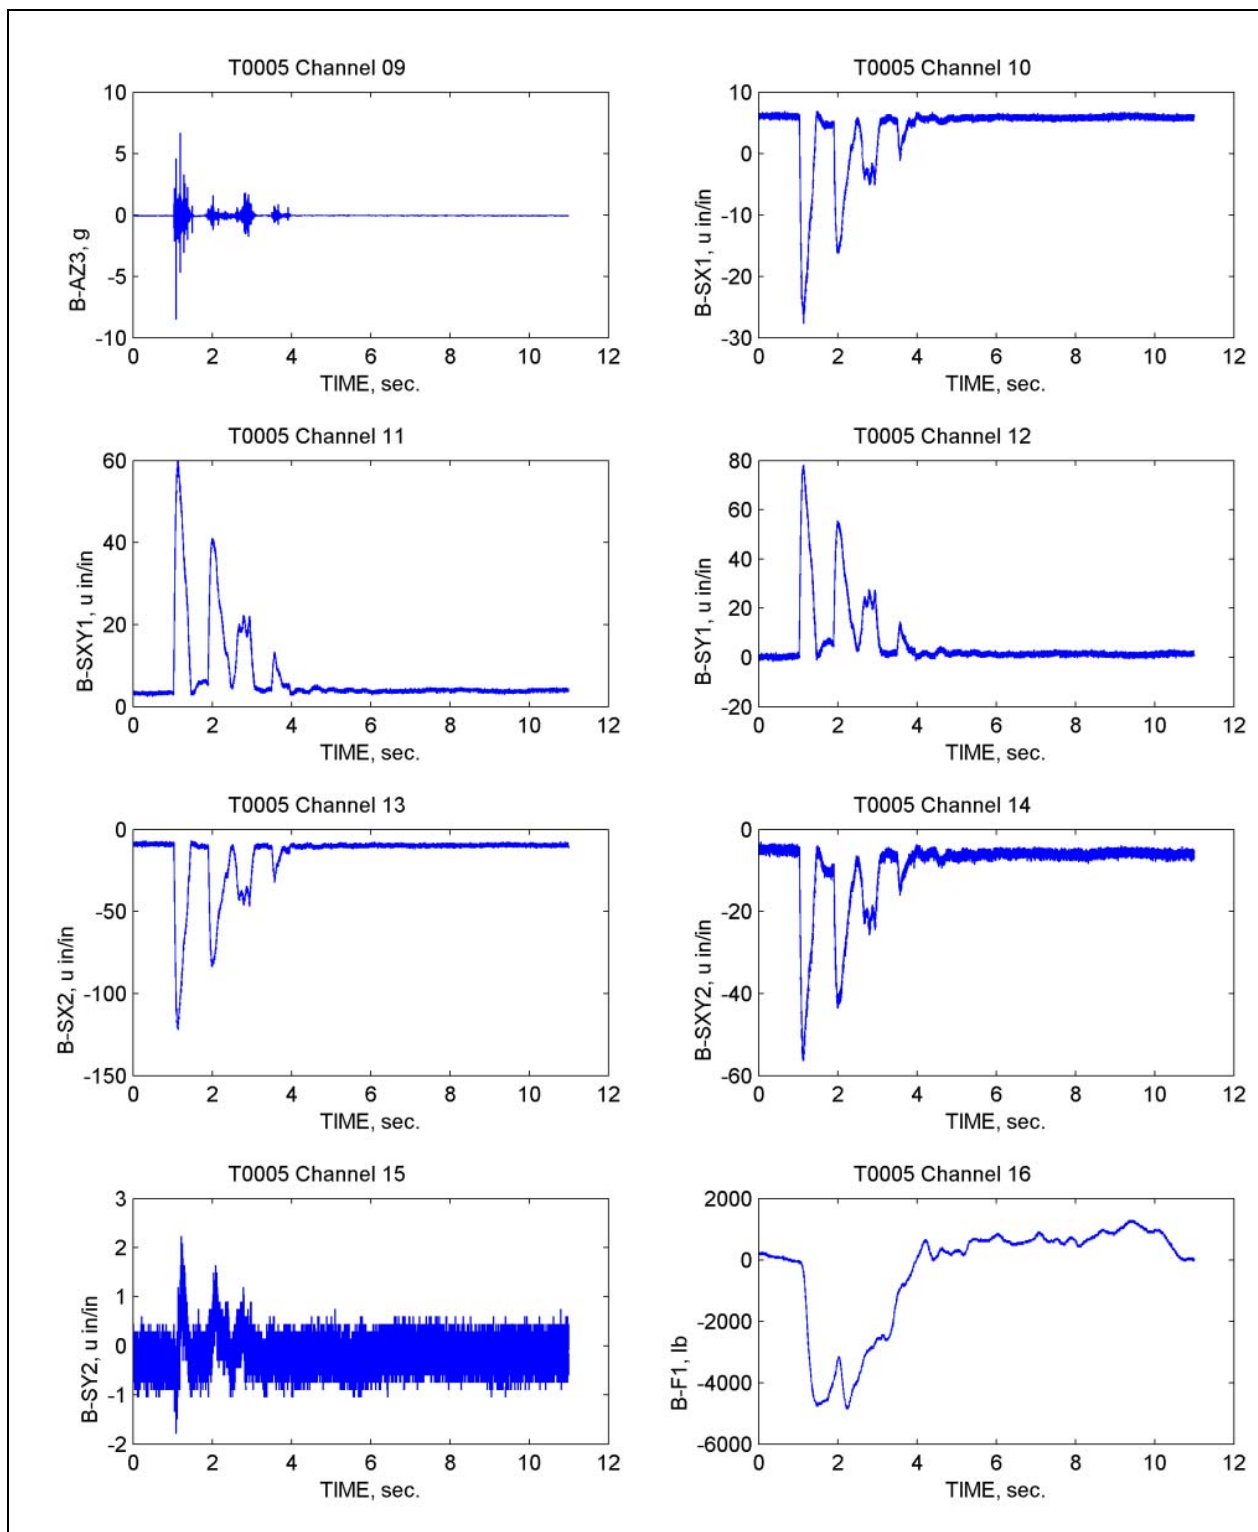 T0005 Channel 09
10
5
0
-5
-10
B-AZ3, g
0 2 4 6 8 10 12
TIME, sec.
T0005 Channel 10
10
0
-10
-20
-30
B-SX1, u in/in
0 2 4 6 8 10 12
TIME, sec.
T0005 Channel 11
60
40
20
0
B-SXY1, u in/in
0 2 4 6 8 10 12
TIME, sec.
T0005 Channel 12
80
60
40
20
0
-20
B-SY1, u in/in
0 2 4 6 8 10 12
TIME, sec.
T0005 Channel 13
0
-50
-100
-150
B-SX2, u in/in
0 2 4 6 8 10 12
TIME, sec.
T0005 Channel 14
0
-20
-40
-60
B-SXY2, u in/in
0 2 4 6 8 10 12
TIME, sec.
T0005 Channel 15
3
2
1
0
-1
-2
B-SY2, u in/in
0 2 4 6 8 10 12
TIME, sec.
T0005 Channel 16
2000
0
-2000
-4000
-6000
B-F1, lb
0 2 4 6 8 10 12
TIME, sec.